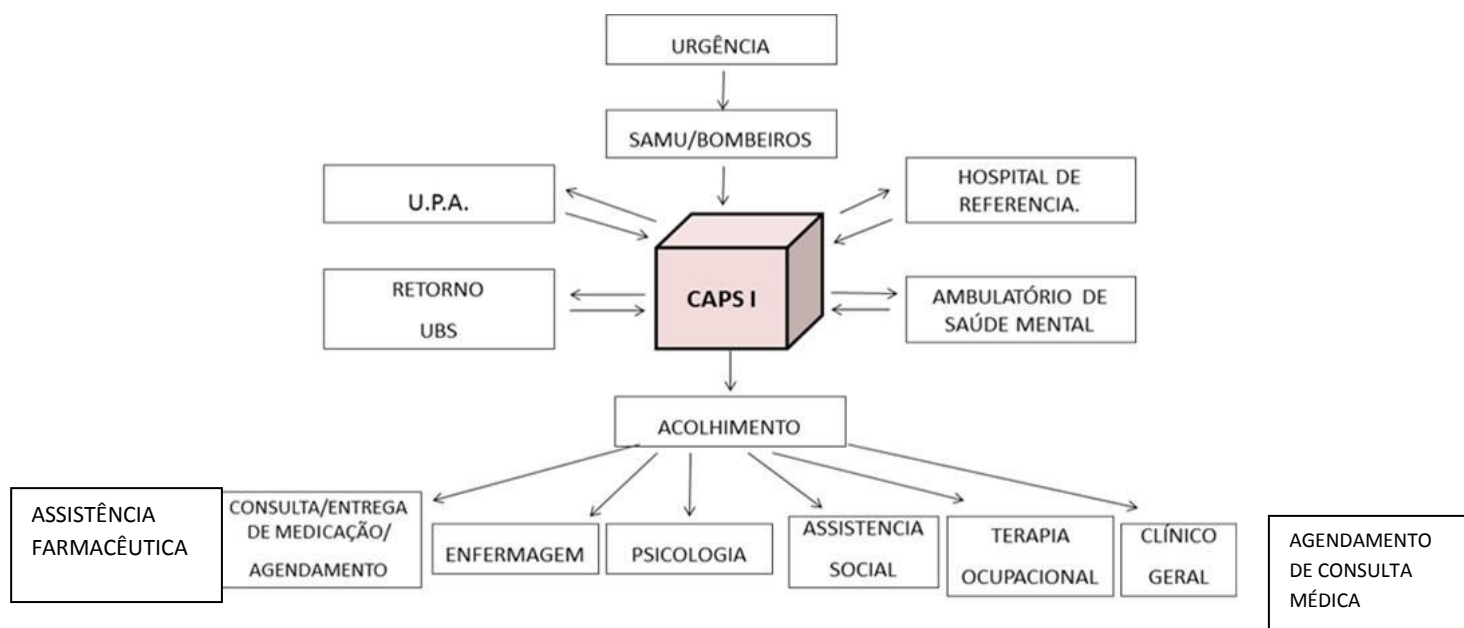 URGÊNCIA
SAMU/BOMBEIROS
U.P.A.
HOSPITAL DE
REFERENCIA.
RETORNO
UBS
CAPS I
AMBULATÓRIO DE
SAÚDE MENTAL
ACOLHIMENTO
ASSISTÊNCIA
FARMACÊUTICA
CONSULTA/ENTREGA
DE MEDICAÇÃO/
AGENDAMENTO
ENFERMAGEM
PSICOLOGIA
ASSISTENCIA
SOCIAL
TERAPIA
OCUPACIONAL
CLÍNICO
GERAL
AGENDAMENTO
DE CONSULTA
MÉDICA